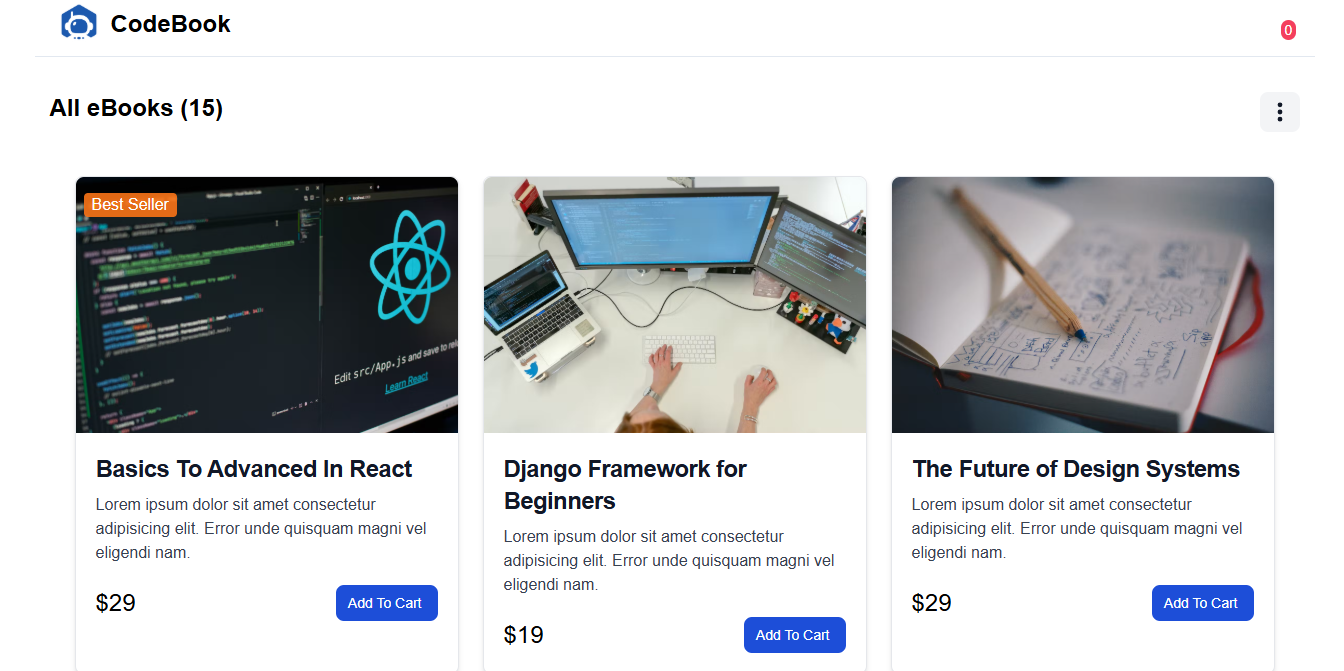 CodeBook
0
All eBooks (15)
Best Seller
Edit src/App.js and save to
Learn React
Basics To Advanced In React
Lorem ipsum dolor sit amet consectetur
adipisicing elit. Error unde quisquam magni vel
eligendi nam.
$29
Add To Cart
Django Framework for
Beginners
Lorem ipsum dolor sit amet consectetur
adipisicing elit. Error unde quisquam magni vel
eligendi nam.
$19
Add To Cart
The Future of Design Systems
Lorem ipsum dolor sit amet consectetur
adipisicing elit. Error unde quisquam magni vel
eligendi nam.
$29
Add To Cart